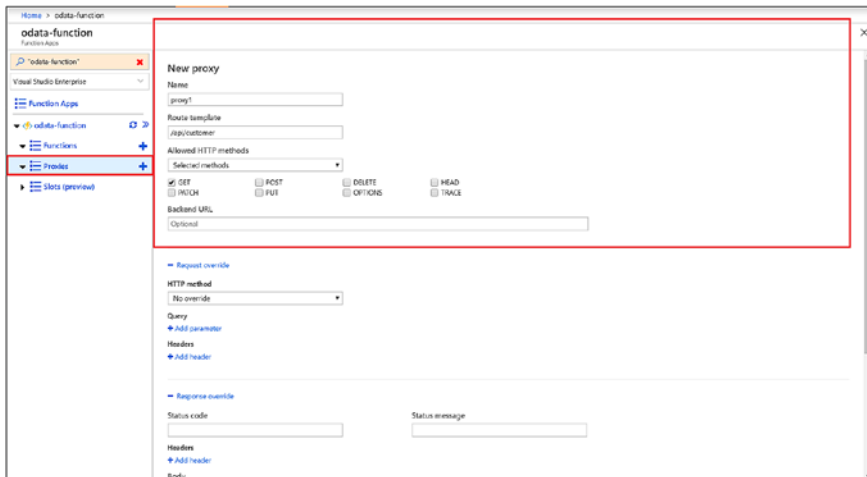 Home > odata-function
odata-function
Function Apps
"odata-function"
Visual Studio Enterprise
Function Apps
odata-function
Functions
Proxies
Slots (preview)
New proxy
Name
proxy1
Route template
/api/customer
Allowed HTTP methods
Selected methods
GET POST DELETE HEAD
PATCH PUT OPTIONS TRACE
Backend URL
Optional
Request override
HTTP method
No override
Query
+ Add parameter
Headers
+ Add header
Response override
Status code Status message
Headers
+ Add header
Body